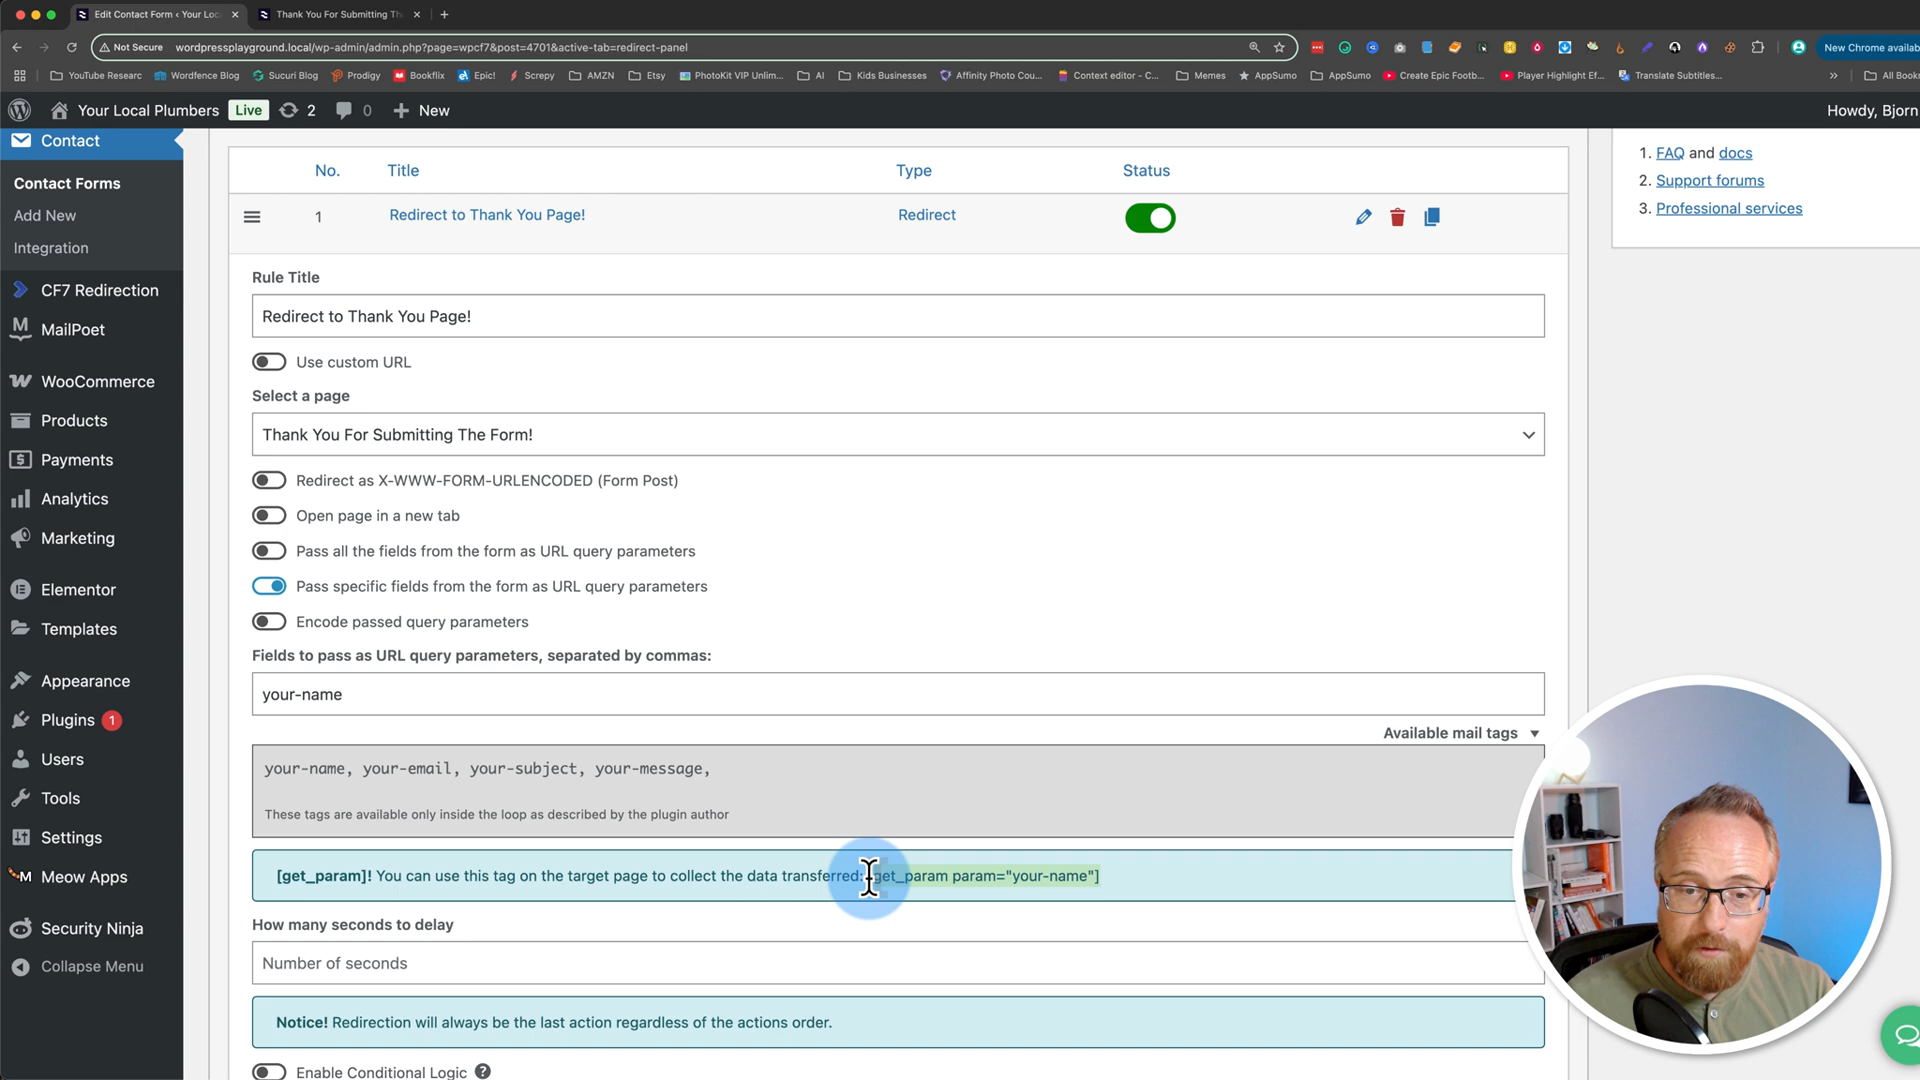 Edit Contact Form ‹ Your Loc
Thank You For Submitting Th
Not Secure
wordpressplayground.local/wp-admin/admin.php?page=wpcf7&post=4701&active-tab=redirect-panel
New Chrome availab
YouTube Researc
Wordfence Blog
Sucuri Blog
Prodigy
Bookflix
Epic!
Screpy
AMZN
Etsy
PhotoKit VIP Unlim...
AI
Kids Businesses
Affinity Photo Cou...
Context editor - C...
Memes
AppSumo
AppSumo
Create Epic Footb...
Player Highlight Ef...
Translate Subtitles...
»
All Book
Your Local Plumbers
Live
2
0
New
Howdy, Bjorn
Contact
Contact Forms
Add New
Integration
CF7 Redirection
MailPoet
WooCommerce
Products
Payments
Analytics
Marketing
Elementor
Templates
Appearance
Plugins 1
Users
Tools
Settings
Meow Apps
Security Ninja
Collapse Menu
No. Title Type Status
1 Redirect to Thank You Page! Redirect
Rule Title
Redirect to Thank You Page!
Use custom URL
Select a page
Thank You For Submitting The Form!
Redirect as X-WWW-FORM-URLENCODED (Form Post)
Open page in a new tab
Pass all the fields from the form as URL query parameters
Pass specific fields from the form as URL query parameters
Encode passed query parameters
Fields to pass as URL query parameters, separated by commas:
your-name
Available mail tags ▼
your-name, your-email, your-subject, your-message,
These tags are available only inside the loop as described by the plugin author
[get_param]! You can use this tag on the target page to collect the data transferred: [get_param param="your-name"]
How many seconds to delay
Number of seconds
Notice! Redirection will always be the last action regardless of the actions order.
Enable Conditional Logic ?
1. FAQ and docs
2. Support forums
3. Professional services